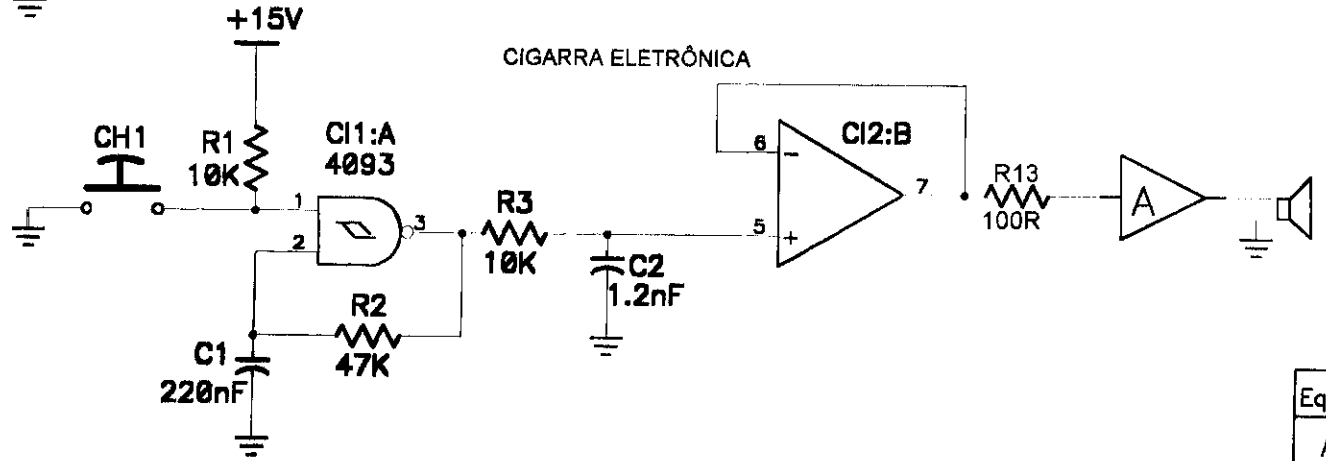 +15V
CIGARRA ELETRÔNICA
CH1
R1
10K
CI1:A
4093
1
2
3
R3
10K
C2
1.2nF
R2
47K
C1
220nF
CI2:B
6
-
5
+
7
R13
100R
A
Eq
A